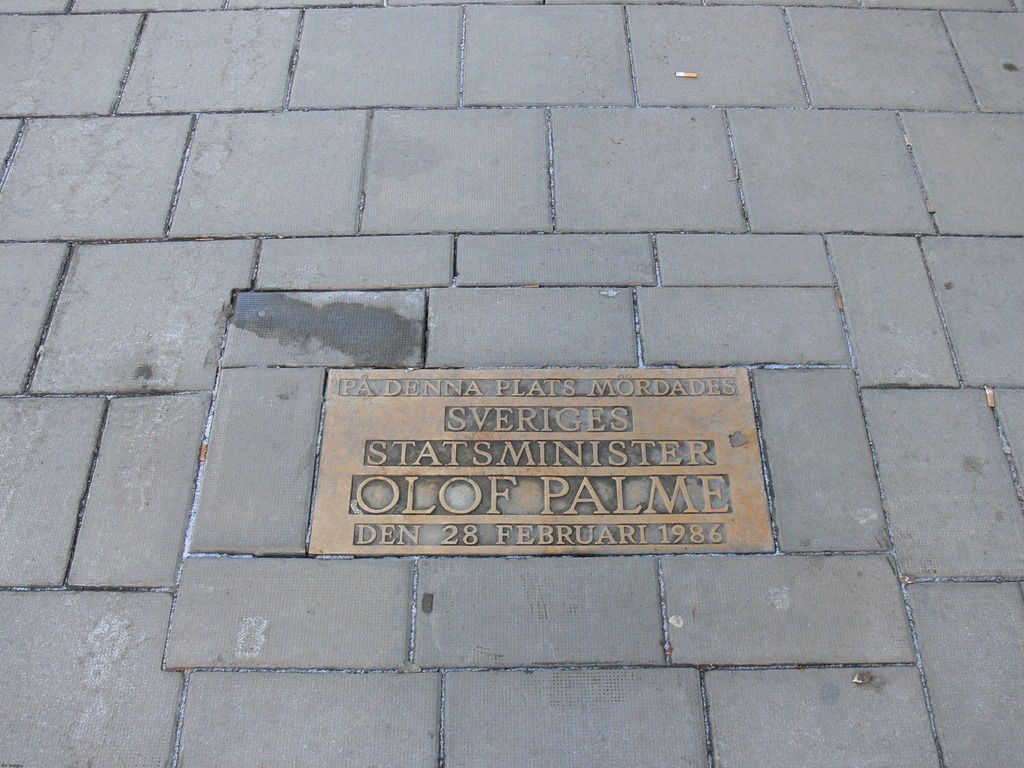 PÅ DENNA PLATS MÖRDADES
SVERIGES
STATSMINISTER
OLOF PALME
DEN 28 FEBRUARI 1986